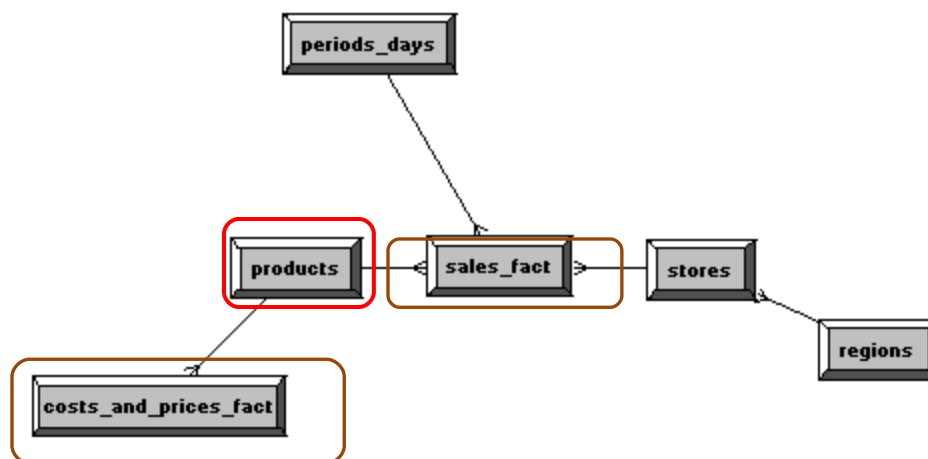 periods_days
products
sales_fact
stores
regions
costs_and_prices_fact